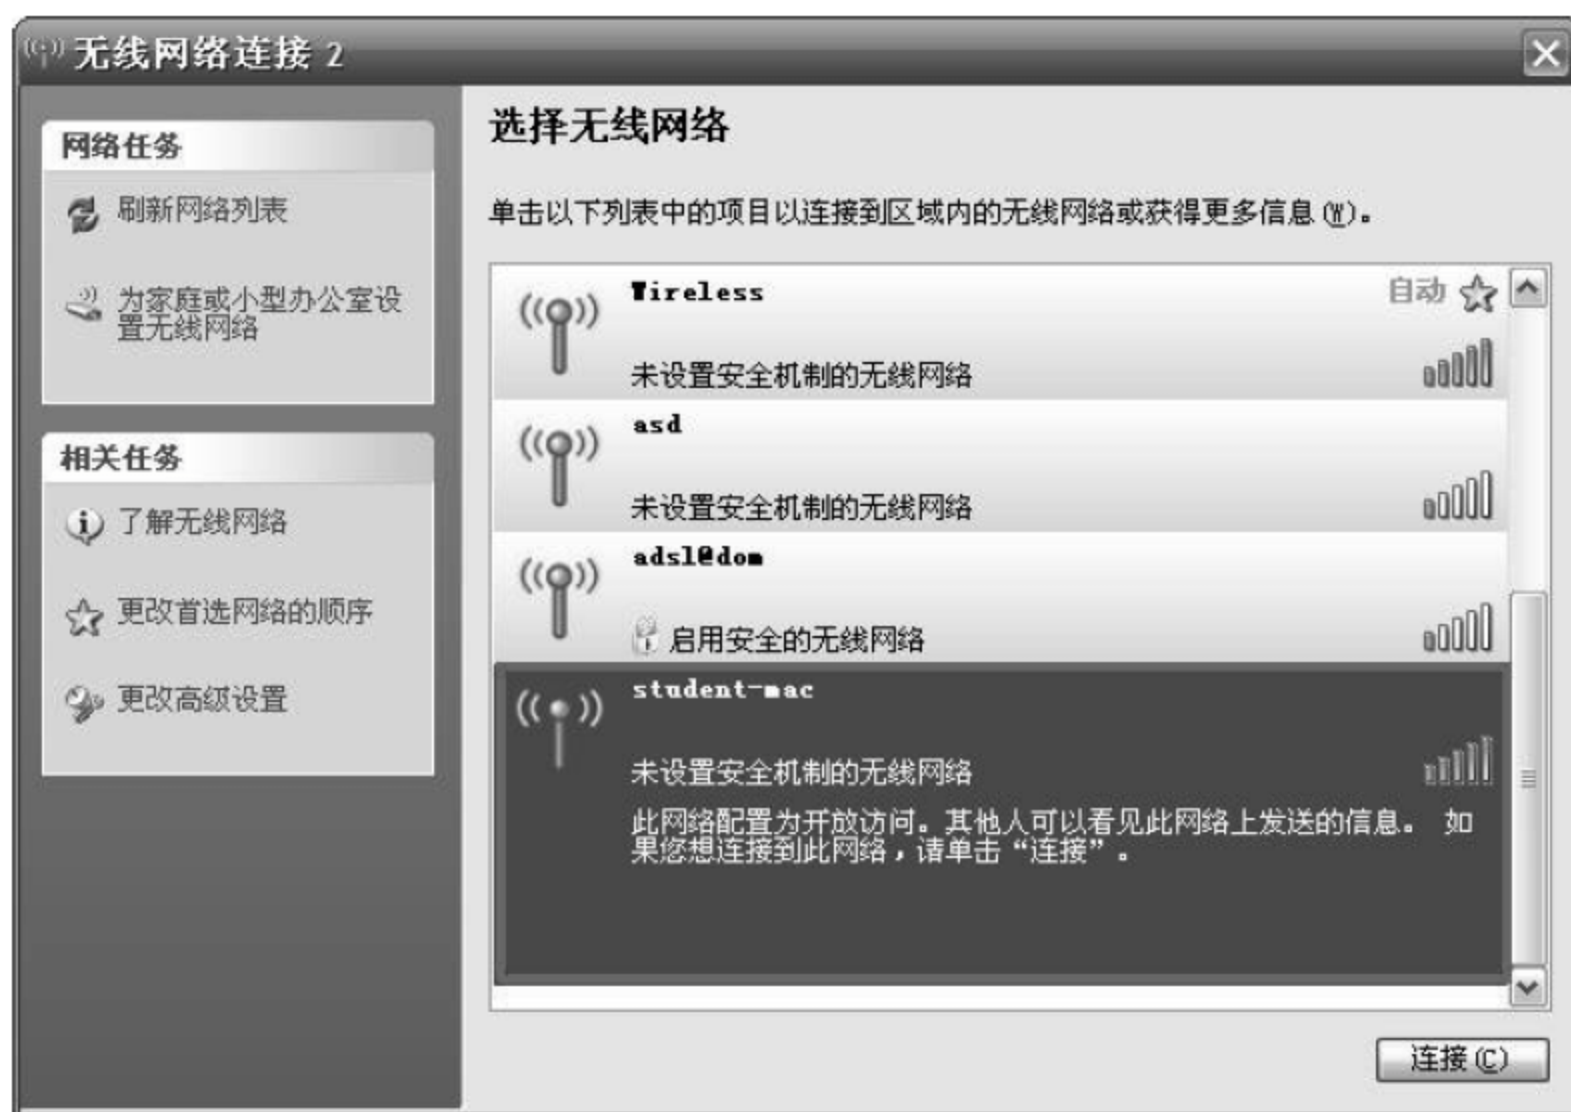 无线网络连接 2
网络任务
刷新网络列表
为家庭或小型办公室设
置无线网络
相关任务
了解无线网络
更改首选网络的顺序
更改高级设置
选择无线网络
单击以下列表中的项目以连接到区域内的无线网络或获得更多信息(W)。
Wireless
自动
未设置安全机制的无线网络
asd
未设置安全机制的无线网络
adsl@dom
启用安全的无线网络
student-mac
未设置安全机制的无线网络
此网络配置为开放访问。其他人可以看见此网络上发送的信息。 如
果您想连接到此网络，请单击“连接”。
连接(C)